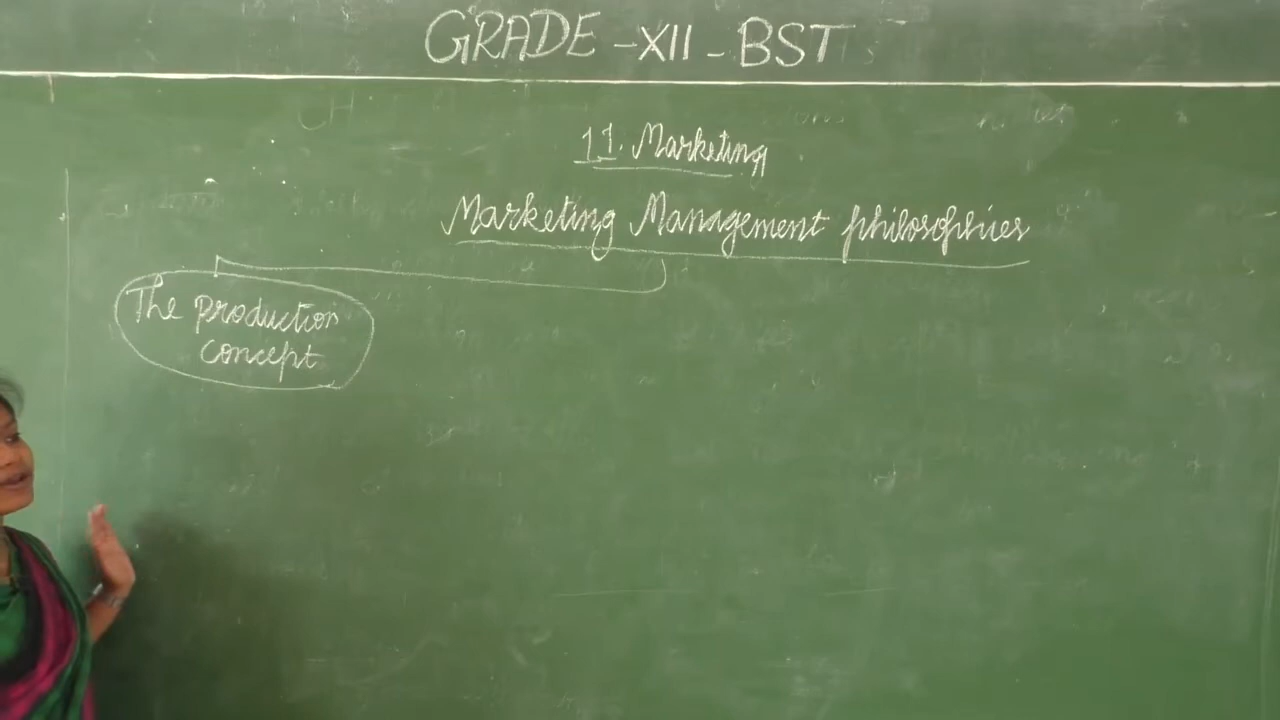 GRADE - XII - BST
11. Marketing
Marketing Management philosophies
The production
concept